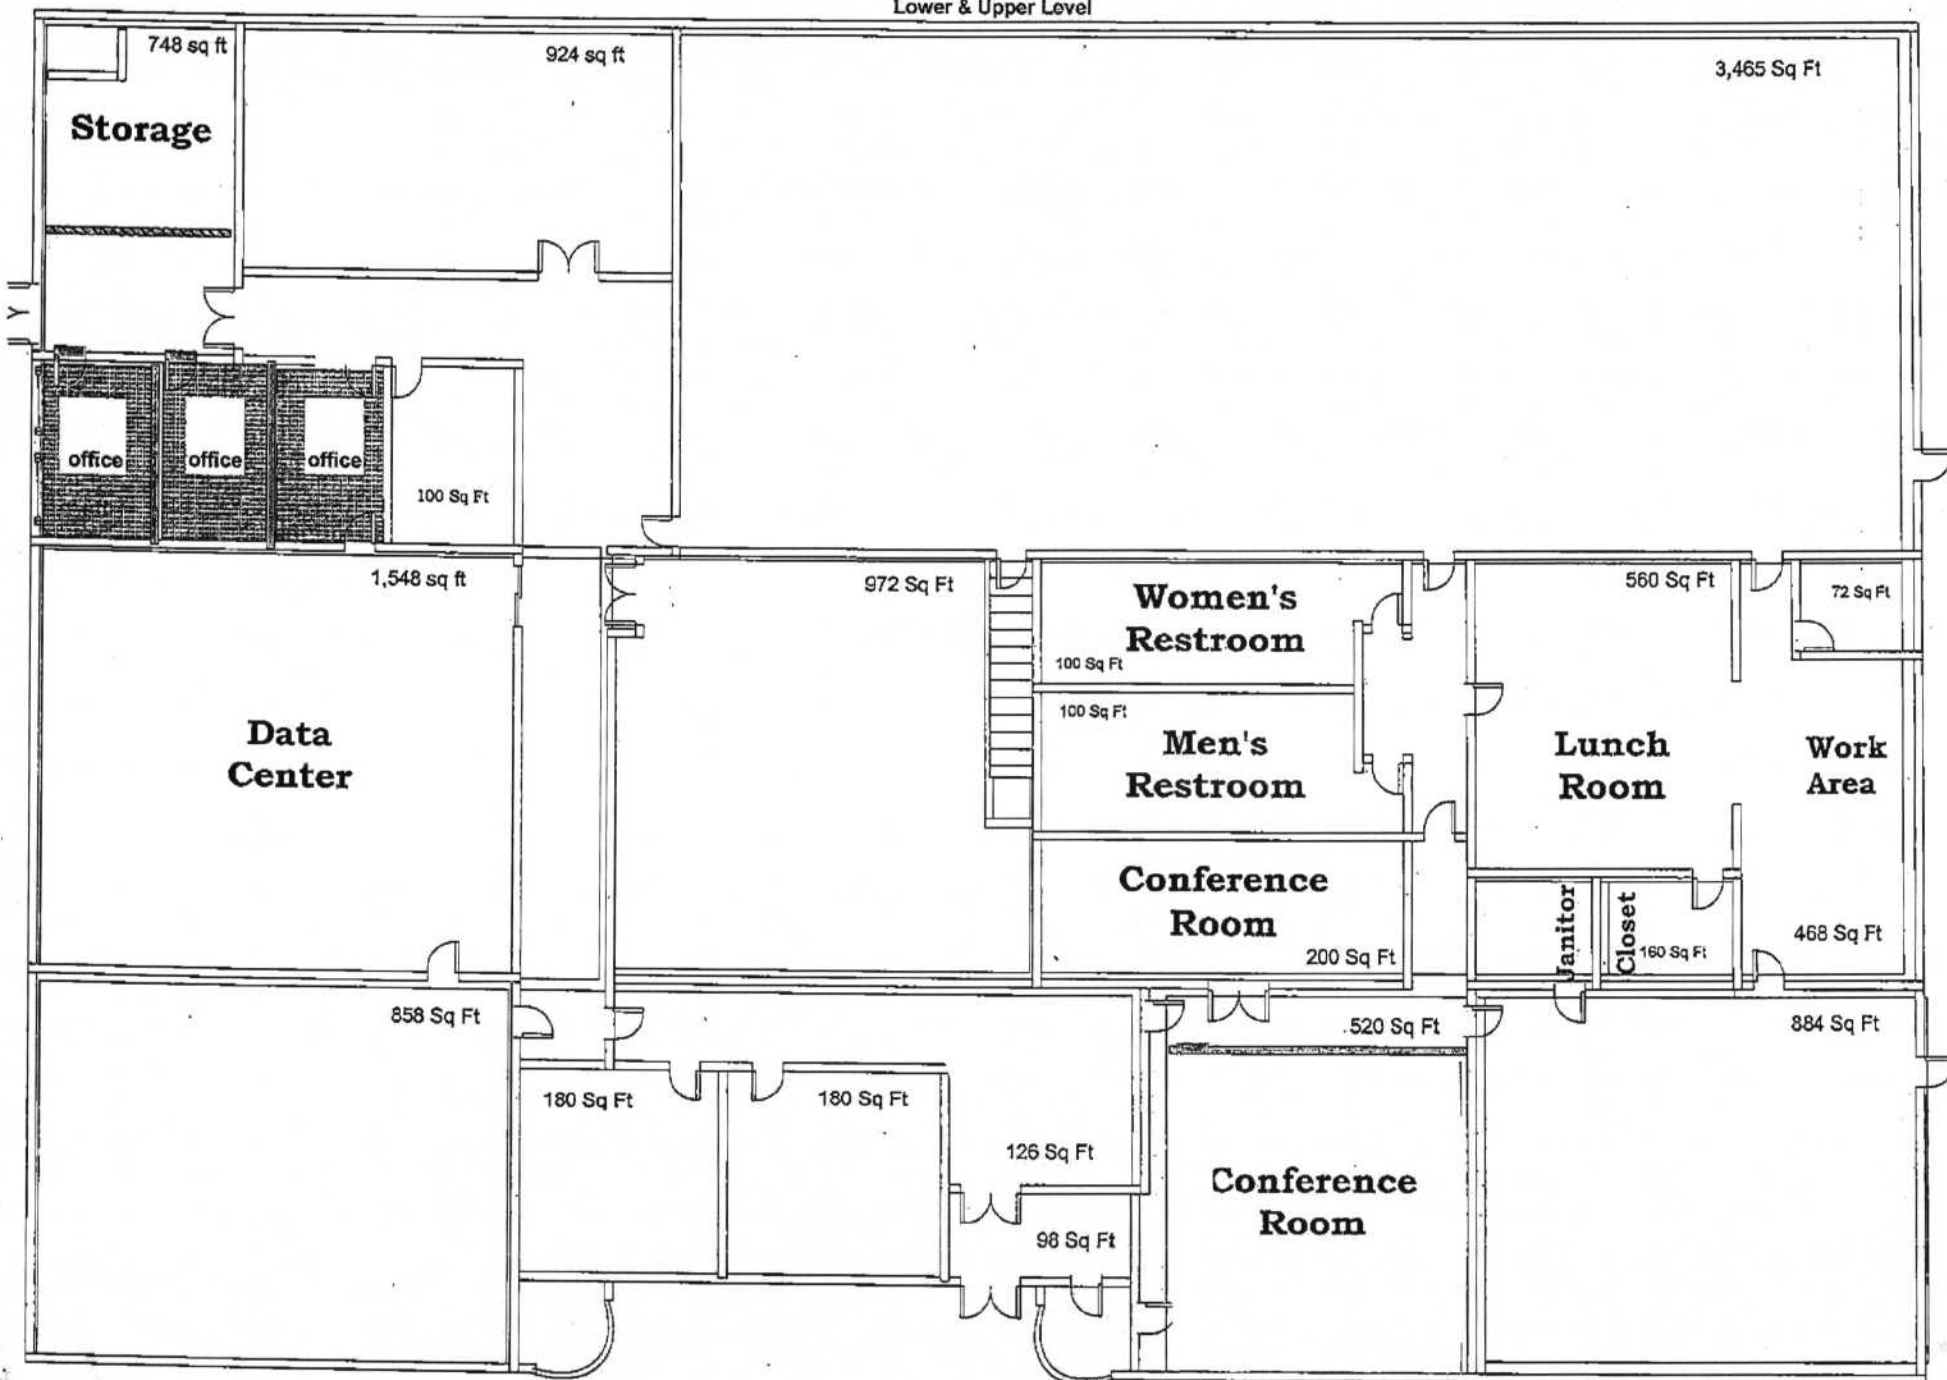 Lower & Upper Level
748 sq ft
924 sq ft
3,465 Sq Ft
Storage
Y
office
office
office
100 Sq Ft
1,548 sq ft
972 Sq Ft
Women's
Restroom
100 Sq Ft
560 Sq Ft
72 Sq Ft
100 Sq Ft
Men's
Restroom
Data
Center
Lunch
Room
Work
Area
Conference
Room
200 Sq Ft
Janitor
Closet
160 Sq Ft
468 Sq Ft
858 Sq Ft
520 Sq Ft
884 Sq Ft
180 Sq Ft
180 Sq Ft
126 Sq Ft
98 Sq Ft
Conference
Room